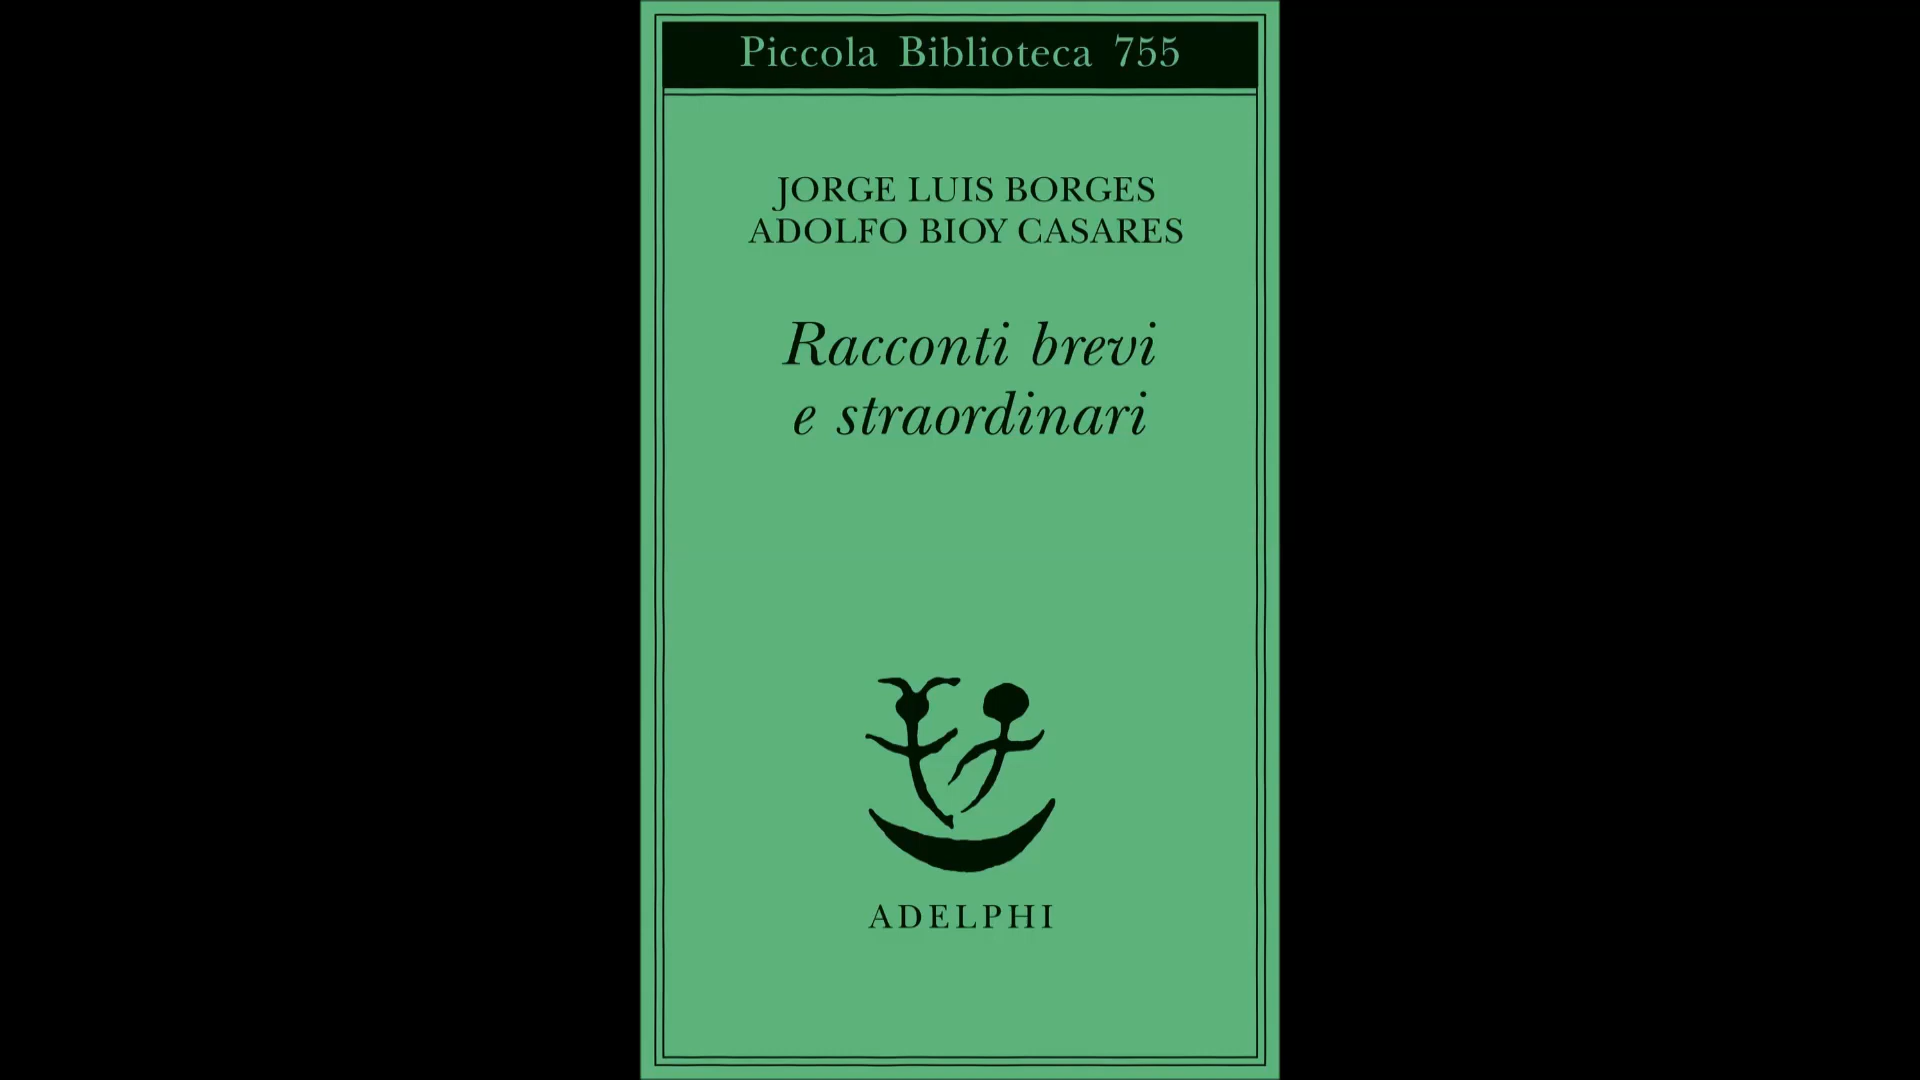 Piccola Biblioteca 755
JORGE LUIS BORGES
ADOLFO BIOY CASARES
Racconti brevi
e straordinari
ADELPHI